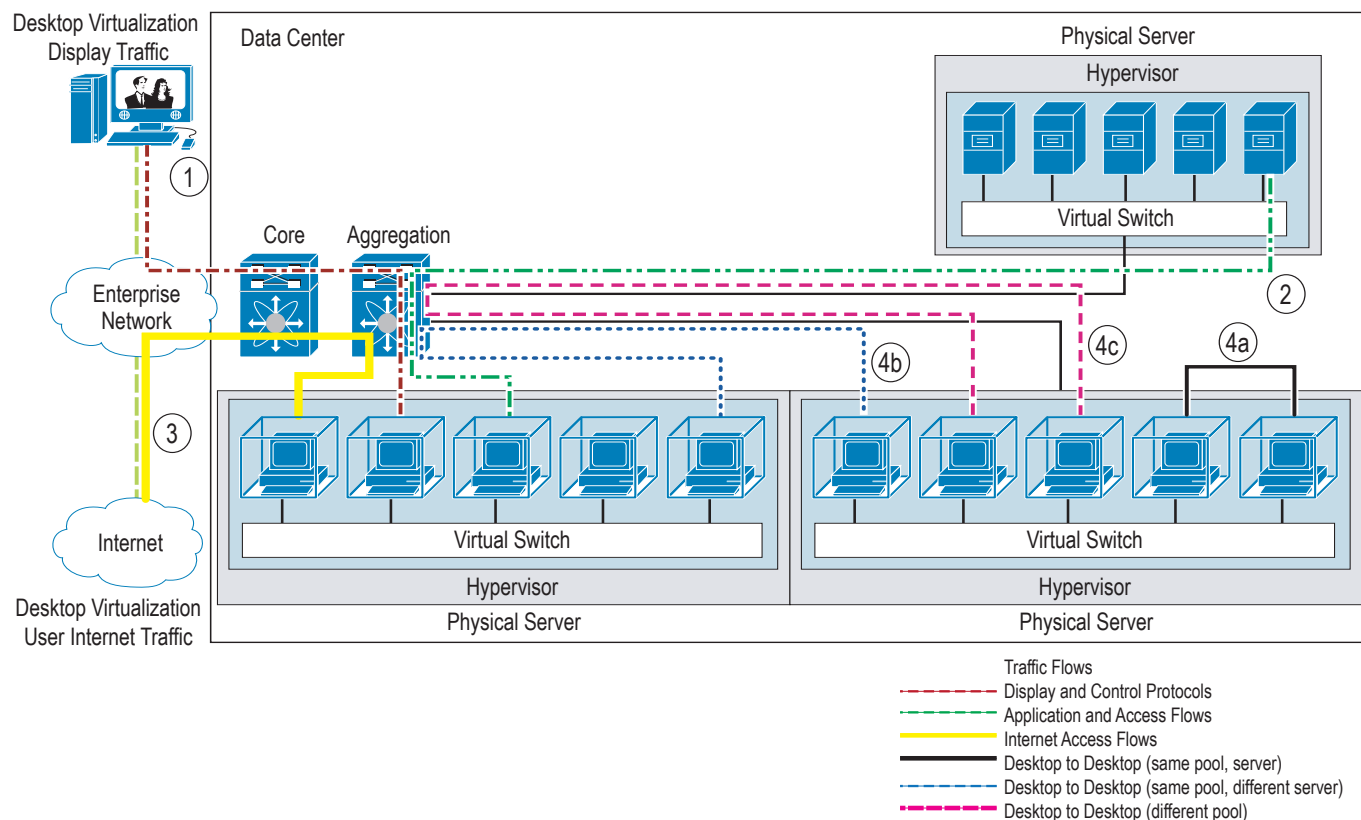 Desktop Virtualization
Display Traffic
Data Center
Physical Server
Hypervisor
Virtual Switch
1
Core
Aggregation
Enterprise
Network
2
4b
4c
4a
3
Internet
Virtual Switch
Virtual Switch
Hypervisor
Hypervisor
Desktop Virtualization
User Internet Traffic
Physical Server
Physical Server
Traffic Flows
Display and Control Protocols
Application and Access Flows
Internet Access Flows
Desktop to Desktop (same pool, server)
Desktop to Desktop (same pool, different server)
Desktop to Desktop (different pool)